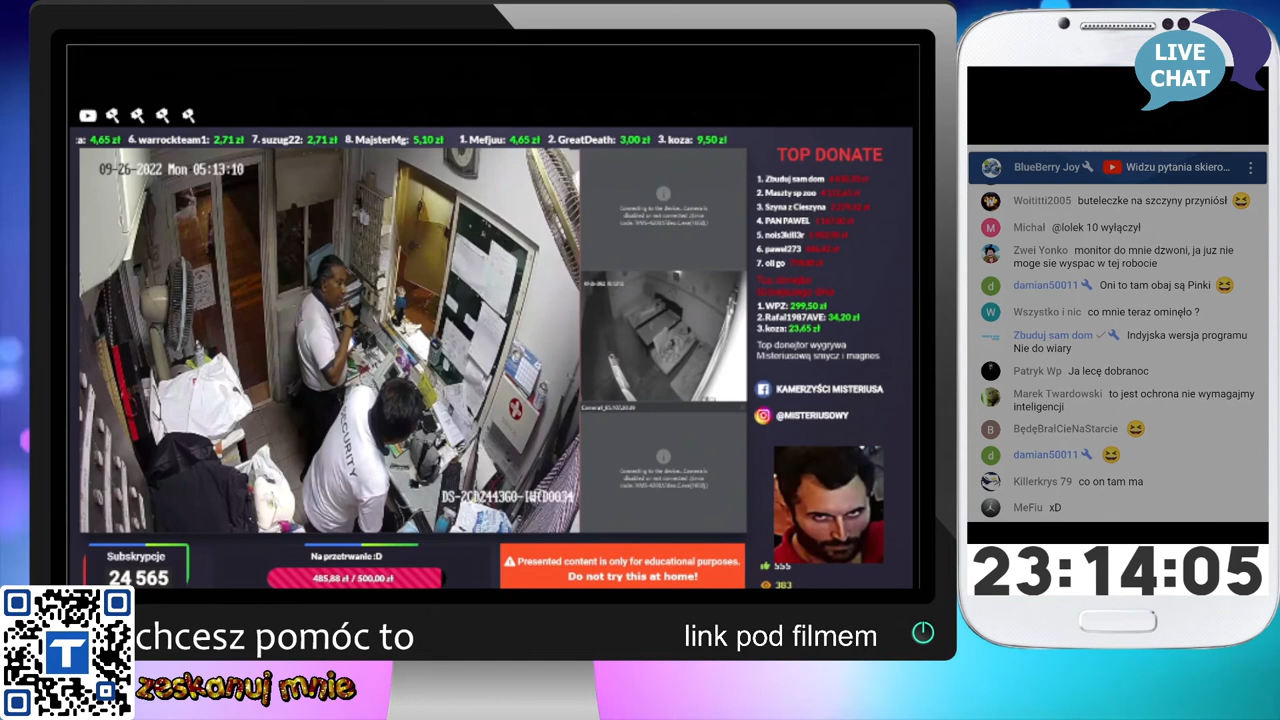 LIVE
CHAT
4,65 zł 6. warrockteam1: 2,71 zł 7. suzug22: 2,71 zł 8. MajsterMg: 5,10 zł 1. Mefjuu: 4,65 zł 2. GreatDeath: 3,00 zł 3. koza: 9,50 zł
09-26-2022 Mon 05:13:10
SECURITY
TOP DONATE
1. Zbuduj sam dom
2. Maszty sp zoo
3. Szyna z Cieszyna
4. PAN PAWEL
5. nois3kill3r
6. pawel273
7. oli go
1. WPZ: 299,50 zł
2. Rafal1987AVE: 34,20 zł
3. koza: 23,65 zł
Top donejtor wygrywa
Misteriusową smycz i magnes
KAMERZYŚCI MISTERIUSA
@MISTERIUSOWY
555
383
Subskrypcje
24 565
Na przetrwanie :D
485,88 zł / 500,00 zł
Presented content is only for educational purposes.
Do not try this at home!
BlueBerry Joy Widzu pytania skiero...
Woititti2005 buteleczke na szczyny przyniósł
Michał @lolek 10 wyłączył
Zwei Yonko monitor do mnie dzwoni, ja juz nie
moge sie wyspac w tej robocie
damian50011 Oni to tam obaj są Pinki
Wszystko i nic co mnie teraz ominęło ?
Zbuduj sam dom Indyjska wersja programu
Nie do wiary
Patryk Wp Ja lecę dobranoc
Marek Twardowski to jest ochrona nie wymagajmy
inteligencji
BędęBrałCieNaStarcie
damian50011
Killerkrys 79 co on tam ma
MeFiu xD
23:14:05
chcesz pomóc to
link pod filmem
T
zeskanuj mnie